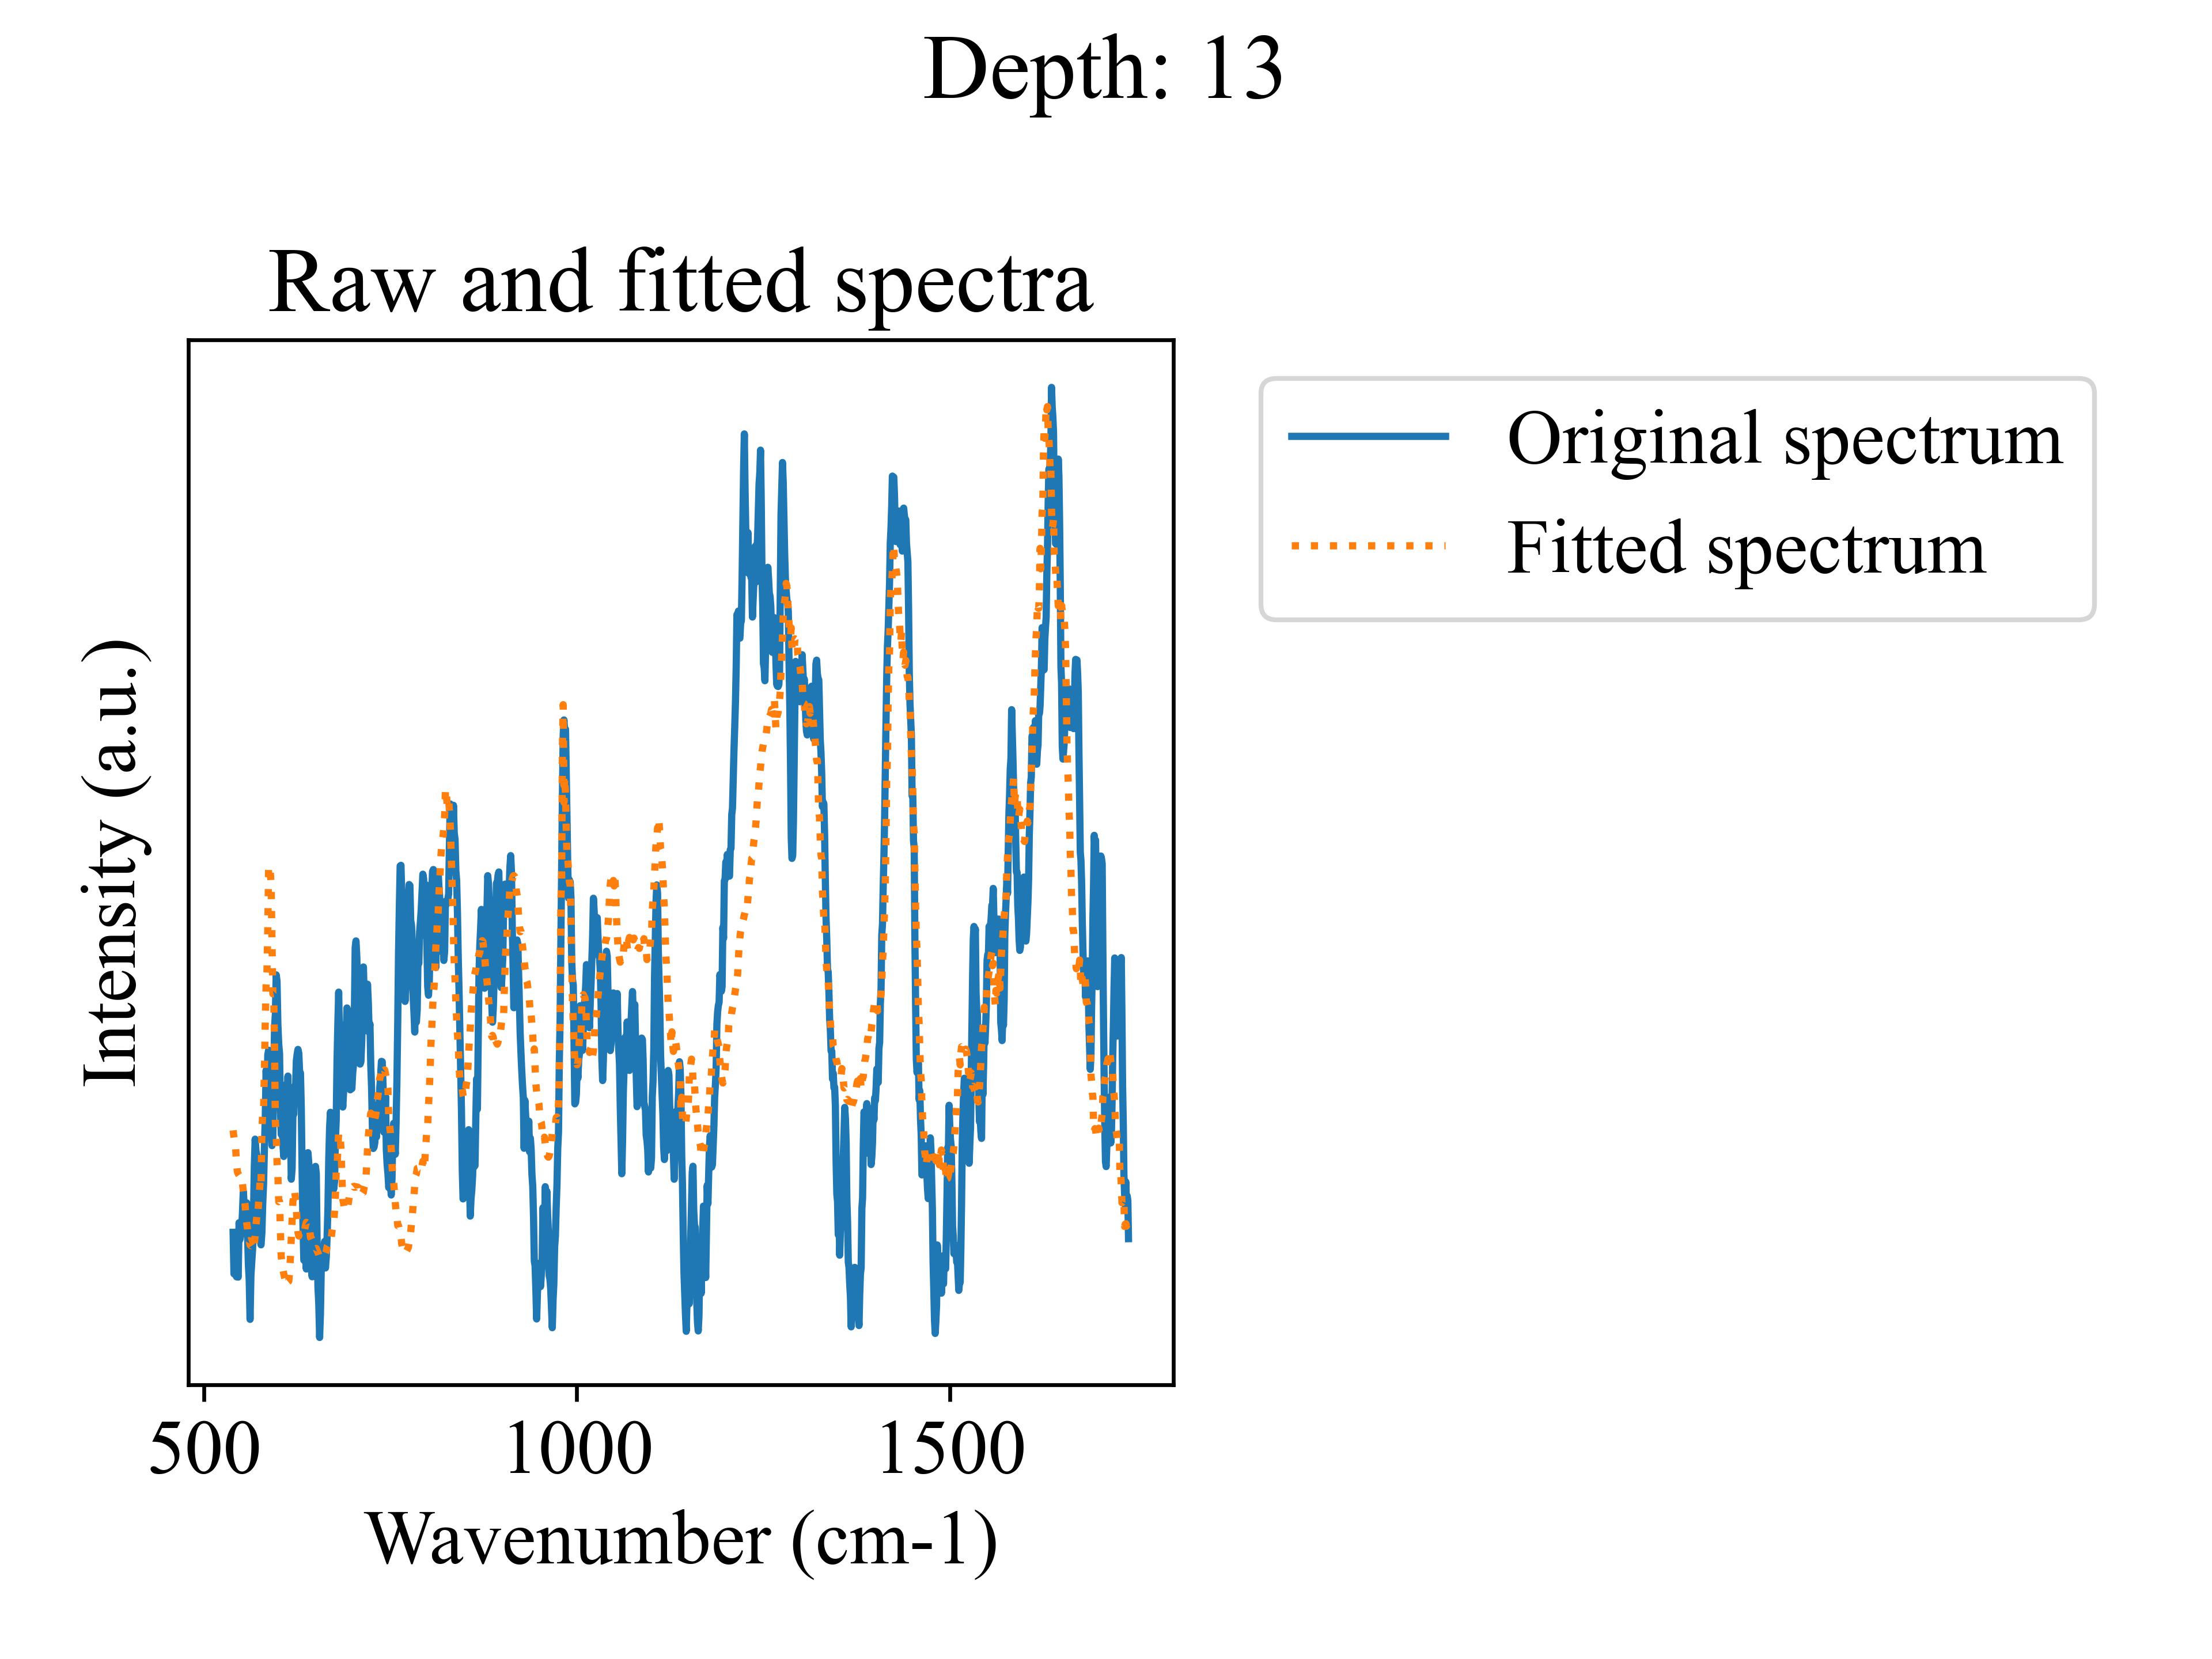 Depth: 13
Raw and fitted spectra
Original spectrum
Fitted spectrum
Intensity (a.u.)
500 1000 1500
Wavenumber (cm-1)